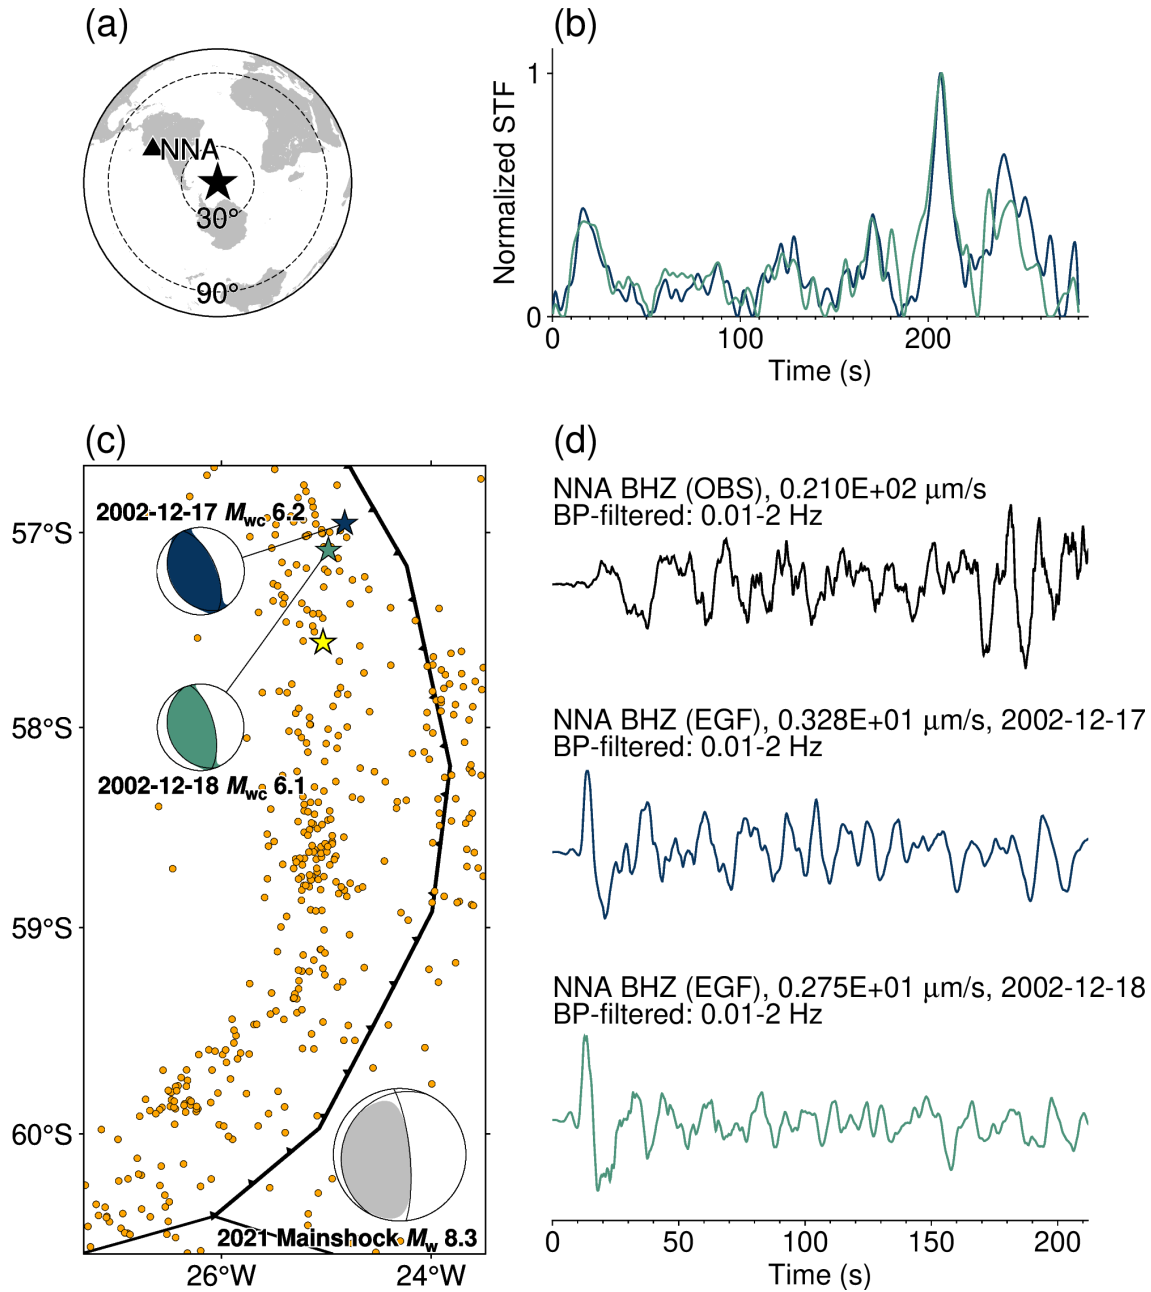 (a)
NNA
30°
90°
(b)
Normalized STF
1
0
0
100
200
Time (s)
(c)
2002-12-17 Mwc 6.2
2002-12-18 Mwc 6.1
2021 Mainshock Mw 8.3
57°S
58°S
59°S
60°S
26°W
24°W
(d)
NNA BHZ (OBS), 0.210E+02 μm/s
BP-filtered: 0.01-2 Hz
NNA BHZ (EGF), 0.328E+01 μm/s, 2002-12-17
BP-filtered: 0.01-2 Hz
NNA BHZ (EGF), 0.275E+01 μm/s, 2002-12-18
BP-filtered: 0.01-2 Hz
0
50
100
150
200
Time (s)